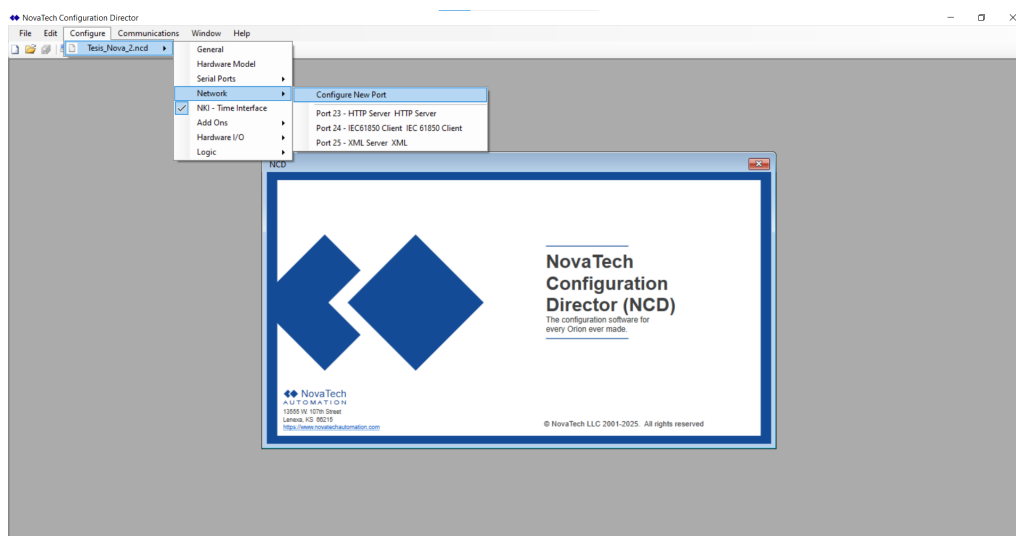 NovaTech Configuration Director
File Edit Configure Communications Window Help
Tesis_Nova_2.ncd
General
Hardware Model
Serial Ports
Network
NKI - Time Interface
Add Ons
Hardware I/O
Logic
Configure New Port
Port 23 - HTTP Server HTTP Server
Port 24 - IEC61850 Client IEC 61850 Client
Port 25 - XML Server XML
NCD
NovaTech
Configuration
Director (NCD)
The configuration software for
every Orion ever made.
NovaTech
AUTOMATION
13555 W. 107th Street
Lenexa, KS 66215
https://www.novatechautomation.com
© NovaTech LLC 2001-2025. All rights reserved